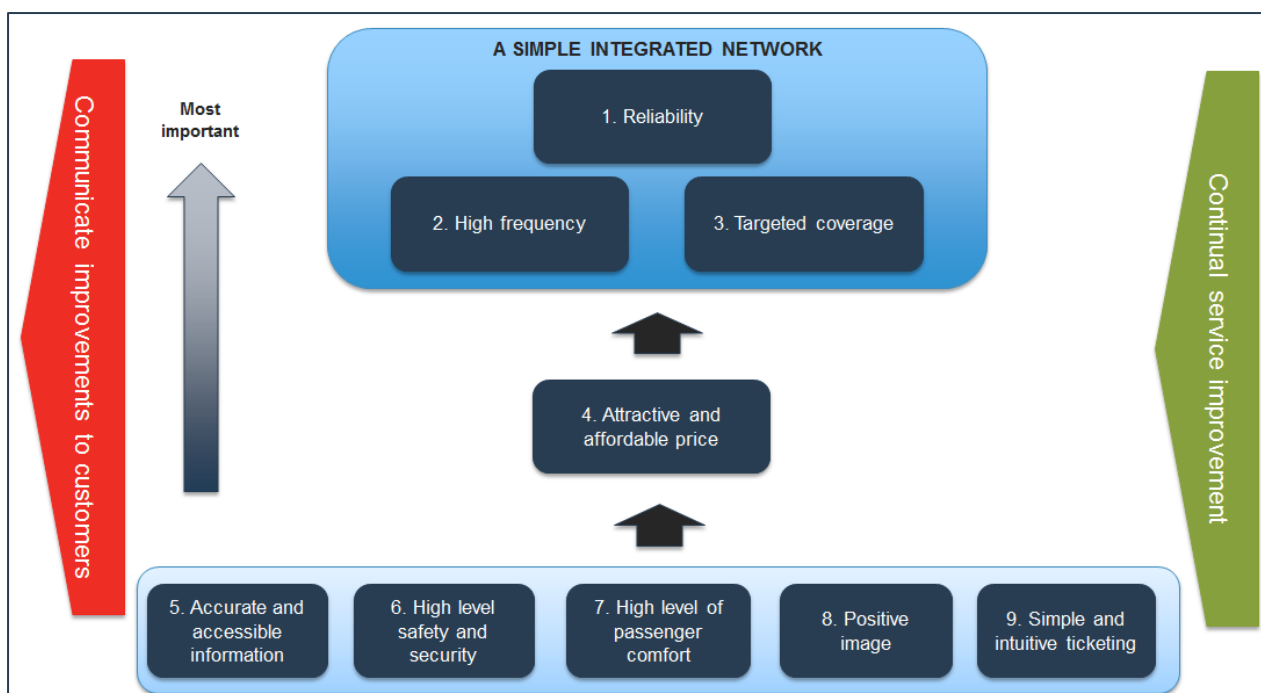 A SIMPLE INTEGRATED NETWORK
Communicate improvements to customers
Most
important
1. Reliability
2. High frequency
3. Targeted coverage
Continual service improvement
4. Attractive and
affordable price
5. Accurate and
accessible
information
6. High level
safety and
security
7. High level of
passenger
comfort
8. Positive
image
9. Simple and
intuitive ticketing